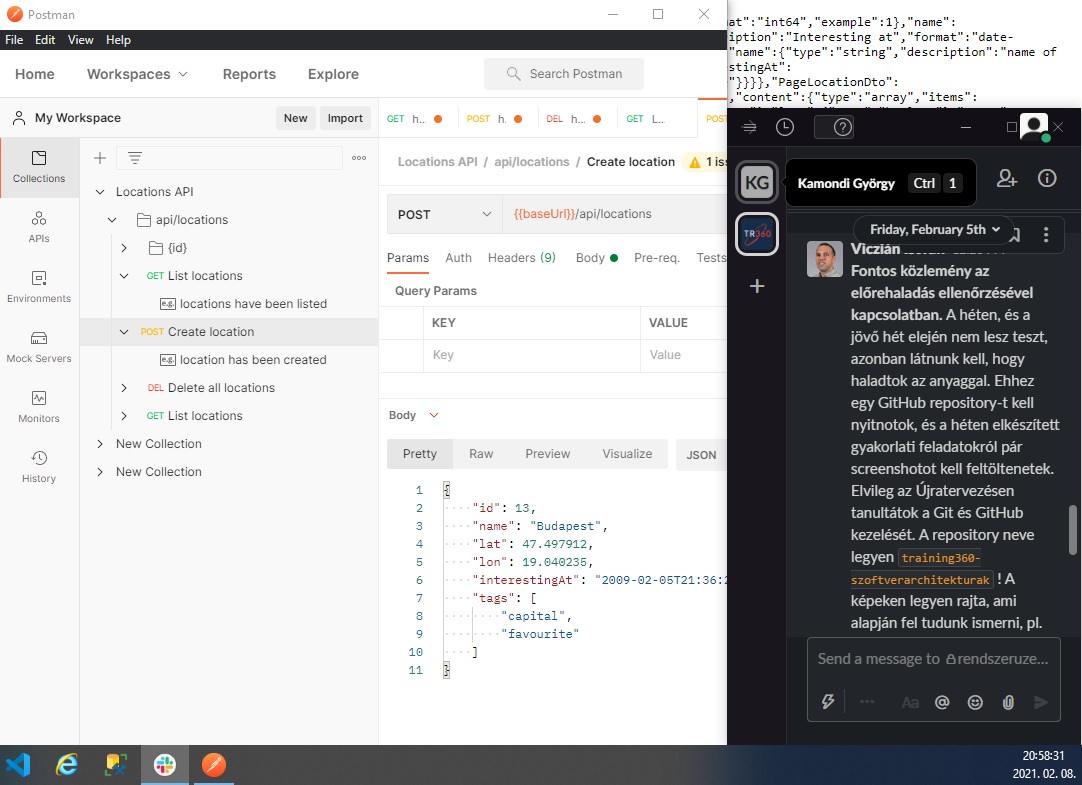 Postman
File Edit View Help
Home Workspaces Reports Explore Search Postman
My Workspace New Import
Collections
APIs
Environments
Mock Servers
Monitors
History
Locations API
api/locations
{id}
GET List locations
e.g. locations have been listed
POST Create location
e.g. location has been created
DEL Delete all locations
GET List locations
New Collection
New Collection
GET h... POST h. DEL h... GET L... POS
Locations API / api/locations / Create location 1 iss
POST {{baseUrl}}/api/locations
Params Auth Headers (9) Body Pre-req. Tests
Query Params
KEY VALUE
Key Value
Body
Pretty Raw Preview Visualize JSON
1 {
2 "id": 13,
3 "name": "Budapest",
4 "lat": 47.497912,
5 "lon": 19.040235,
6 "interestingAt": "2009-02-05T21:36:2
7 "tags": [
8 "capital",
9 "favourite"
10 ]
11 }
at":"int64","example":1},"name":
iption":"Interesting at","format":"date-
"name":{"type":"string","description":"name of
stingAt":
"}}}},"PageLocationDto":
,"content":{"type":"array","items":
KG
Kamondi György Ctrl 1
TR360
Friday, February 5th
Viczián
Fontos közlemény az
előrehaladás ellenőrzésével
kapcsolatban. A héten, és a
jövő hét elején nem lesz teszt,
azonban látnunk kell, hogy
haladtok az anyaggal. Ehhez
egy GitHub repository-t kell
nyitnotok, és a héten elkészített
gyakorlati feladatokról pár
screenshotot kell feltöltenetek.
Elvileg az Újratervezésen
tanultátok a Git és GitHub
kezelését. A repository neve
legyen training360-
szoftverarchitekturak ! A
képeken legyen rajta, ami
alapján fel tudunk ismerni, pl.
Send a message to rendszeruze...
Aa @
20:58:31
2021. 02. 08.